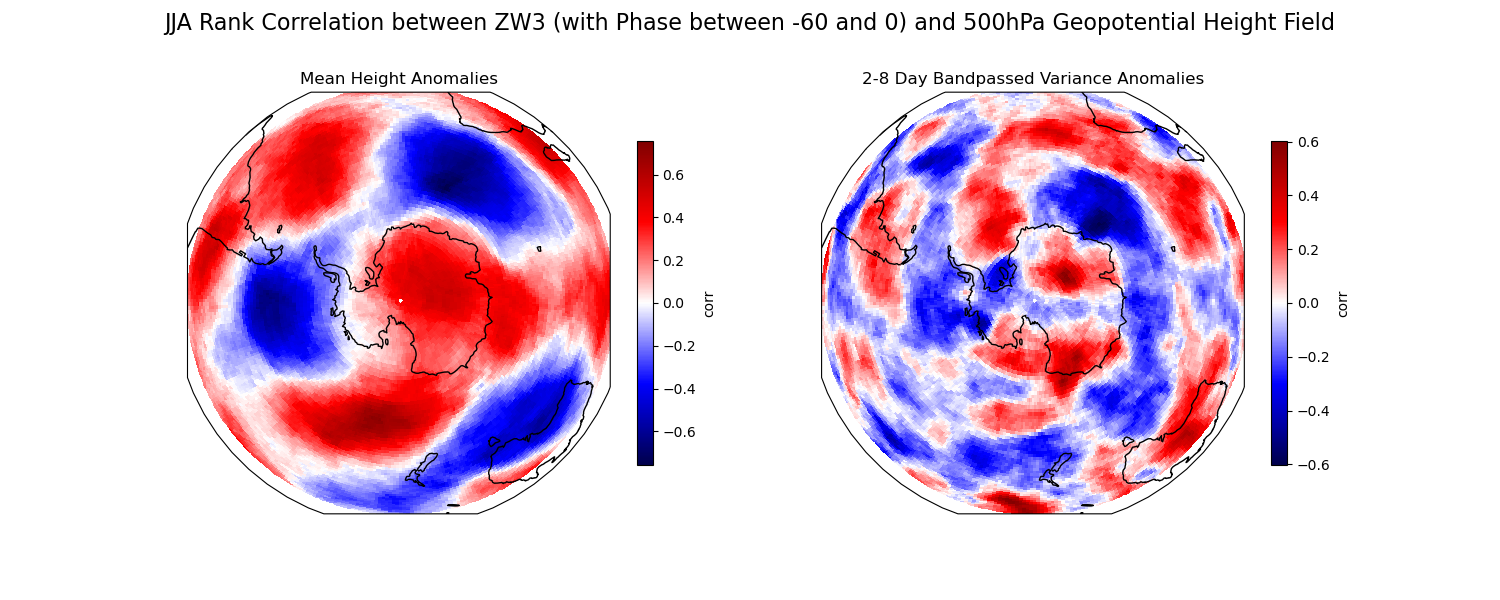 JJA Rank Correlation between ZW3 (with Phase between -60 and 0) and 500hPa Geopotential Height Field
Mean Height Anomalies
0.6
0.4
0.2
0.0
−0.2
−0.4
−0.6
corr
2-8 Day Bandpassed Variance Anomalies
0.6
0.4
0.2
0.0
−0.2
−0.4
−0.6
corr